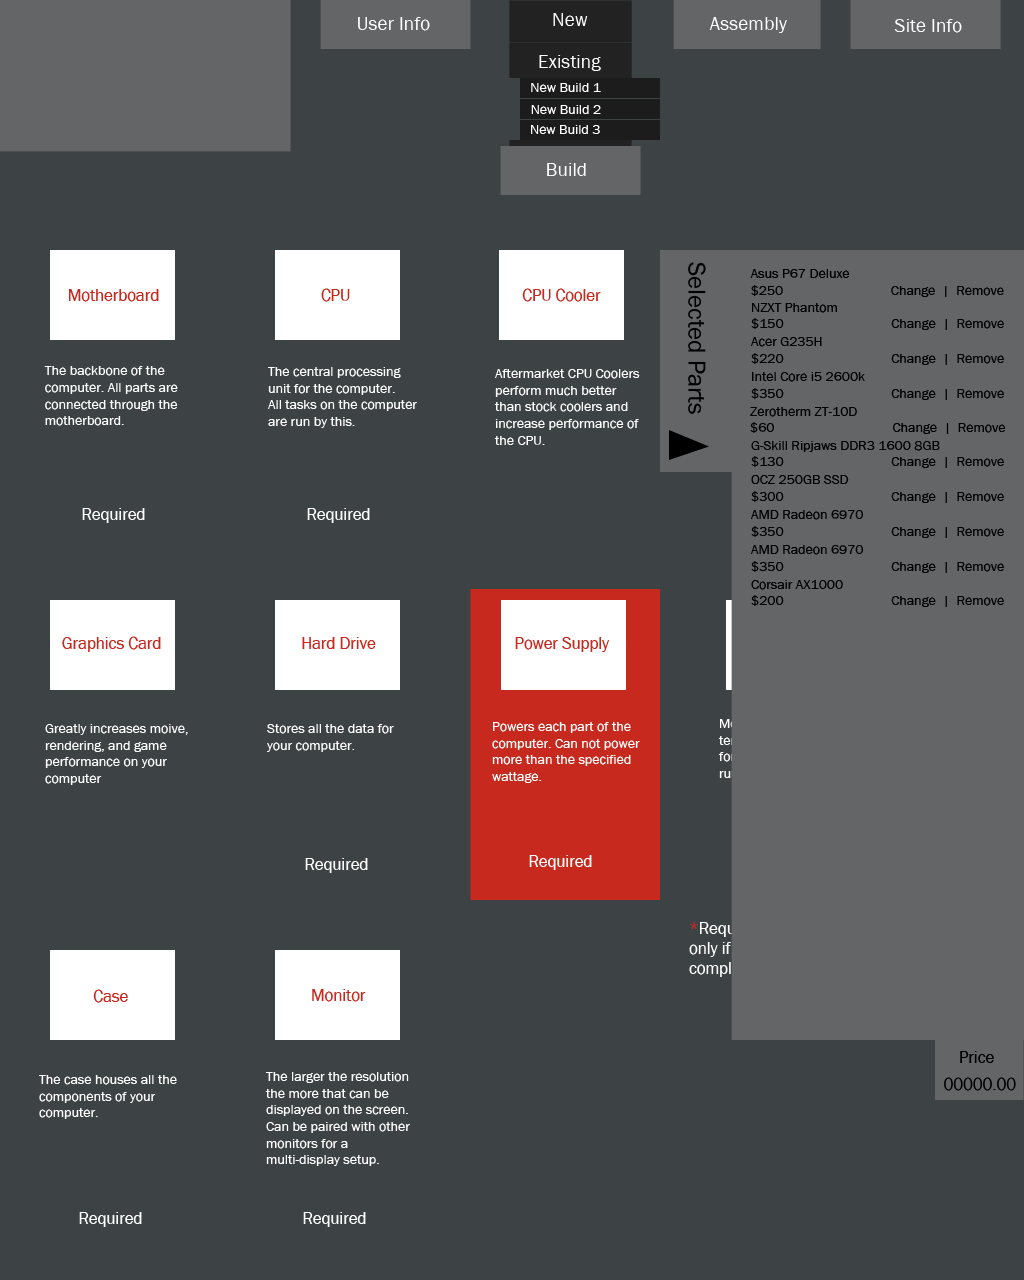 User Info
New
Existing
New Build 1
New Build 2
New Build 3
Build
Assembly
Site Info
Motherboard
The backbone of the
computer. All parts are
connected through the
motherboard.
Required
CPU
The central processing
unit for the computer.
All tasks on the computer
are run by this.
Required
CPU Cooler
Aftermarket CPU Coolers
perform much better
than stock coolers and
increase performance of
the CPU.
Selected Parts
Asus P67 Deluxe
$250 Change | Remove
NZXT Phantom
$150 Change | Remove
Acer G235H
$220 Change | Remove
Intel Core i5 2600k
$350 Change | Remove
Zerotherm ZT-10D
$60 Change | Remove
G-Skill Ripjaws DDR3 1600 8GB
$130 Change | Remove
OCZ 250GB SSD
$300 Change | Remove
AMD Radeon 6970
$350 Change | Remove
AMD Radeon 6970
$350 Change | Remove
Corsair AX1000
$200 Change | Remove
Graphics Card
Greatly increases moive,
rendering, and game
performance on your
computer
Hard Drive
Stores all the data for
your computer.
Required
Power Supply
Powers each part of the
computer. Can not power
more than the specified
wattage.
Required
*Requ
only if
compl
Price
00000.00
Case
The case houses all the
components of your
computer.
Required
Monitor
The larger the resolution
the more that can be
displayed on the screen.
Can be paired with other
monitors for a
multi-display setup.
Required